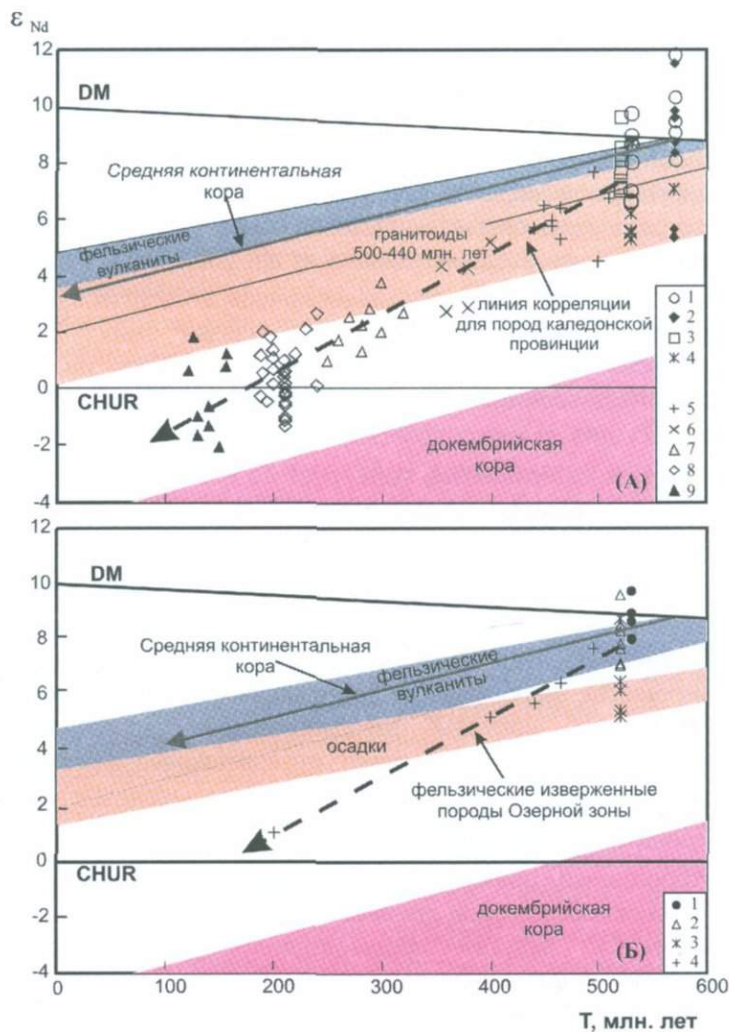 ε Nd
12
10
8
6
4
2
0
-2
-4
DM
Средняя континентальная
кора
фельзические
вулканиты
гранитоиды
500-440 млн. лет
линия корреляции
для пород каледонской
провинции
CHUR
докембрийская
кора
(А)
1
2
3
4
5
6
7
8
9
12
10
8
6
4
2
0
-2
-4
DM
Средняя континентальная
кора
фельзические
вулканиты
осадки
фельзические изверженные
породы Озерной зоны
CHUR
докембрийская
кора
(Б)
1
2
3
4
0 100 200 300 400 500 600
Т, млн. лет